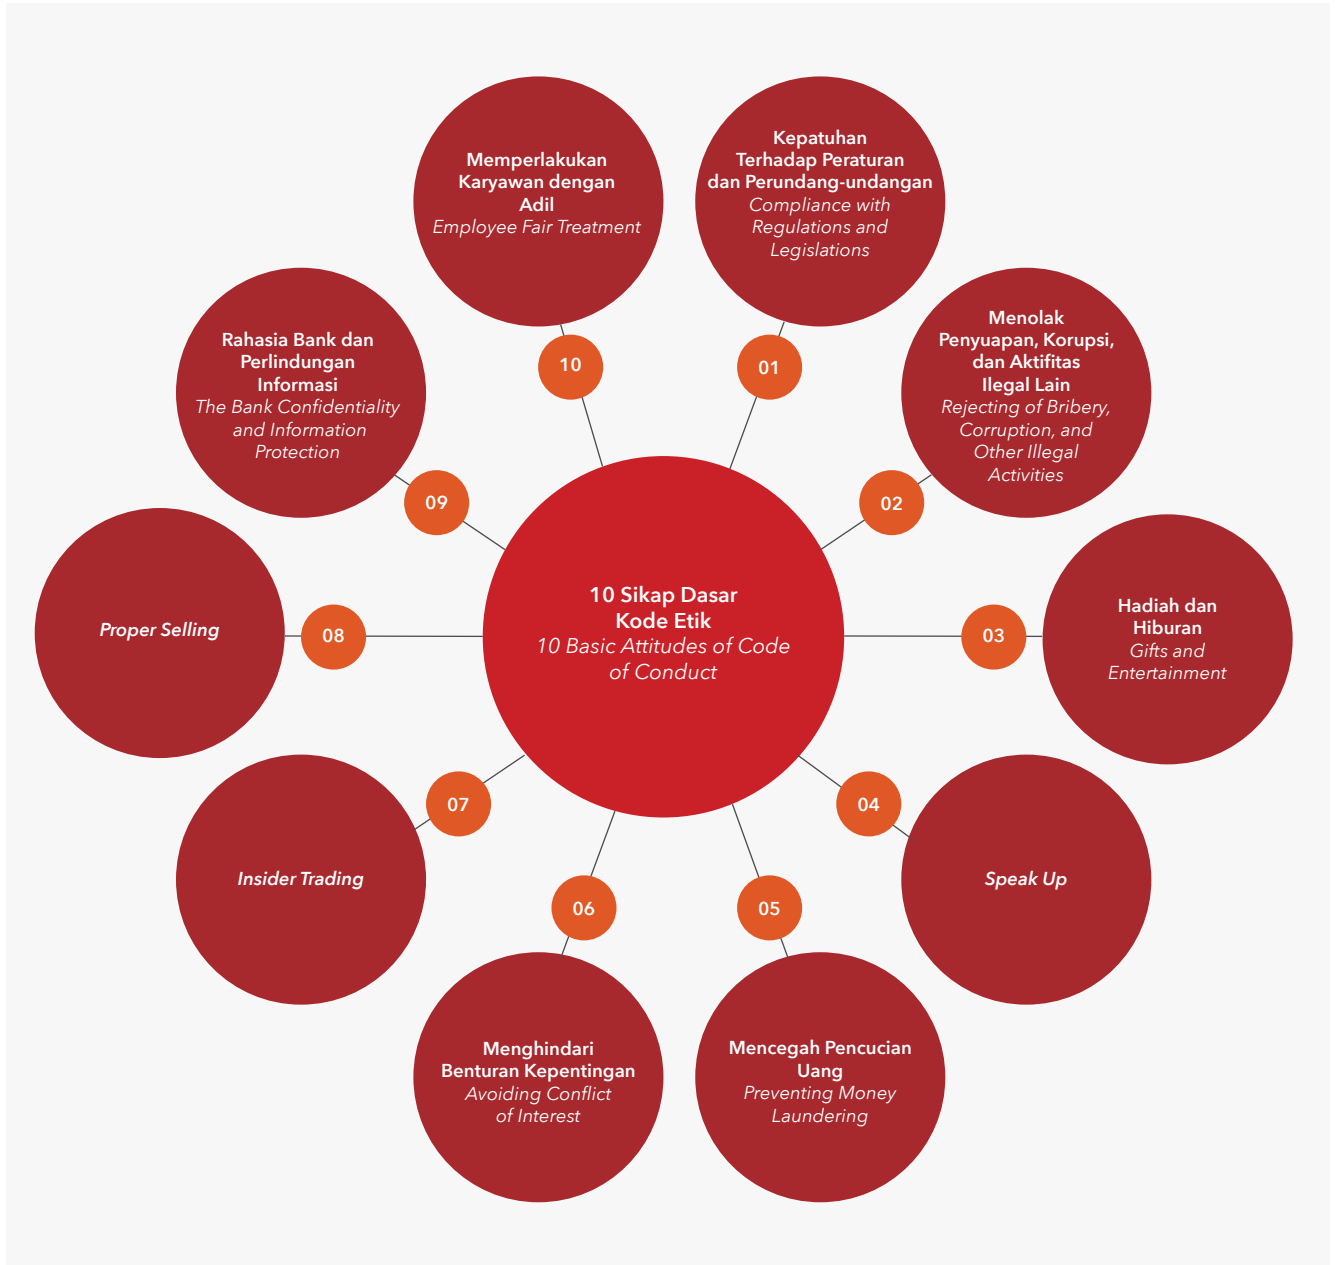 10 Sikap Dasar
Kode Etik
10 Basic Attitudes of Code
of Conduct
01
Kepatuhan
Terhadap Peraturan
dan Perundang-undangan
Compliance with
Regulations and
Legislations
02
Menolak
Penyuapan, Korupsi,
dan Aktifitas
Ilegal Lain
Rejecting of Bribery,
Corruption, and
Other Illegal
Activities
03
Hadiah dan
Hiburan
Gifts and
Entertainment
04
Speak Up
05
Mencegah Pencucian
Uang
Preventing Money
Laundering
06
Menghindari
Benturan Kepentingan
Avoiding Conflict
of Interest
07
Insider Trading
08
Proper Selling
09
Rahasia Bank dan
Perlindungan
Informasi
The Bank Confidentiality
and Information
Protection
10
Memperlakukan
Karyawan dengan
Adil
Employee Fair Treatment